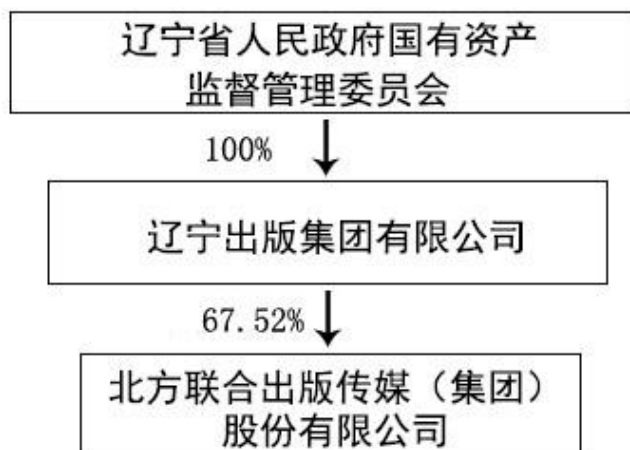 辽宁省人民政府国有资产
监督管理委员会
100%
辽宁出版集团有限公司
67.52%
北方联合出版传媒（集团）
股份有限公司